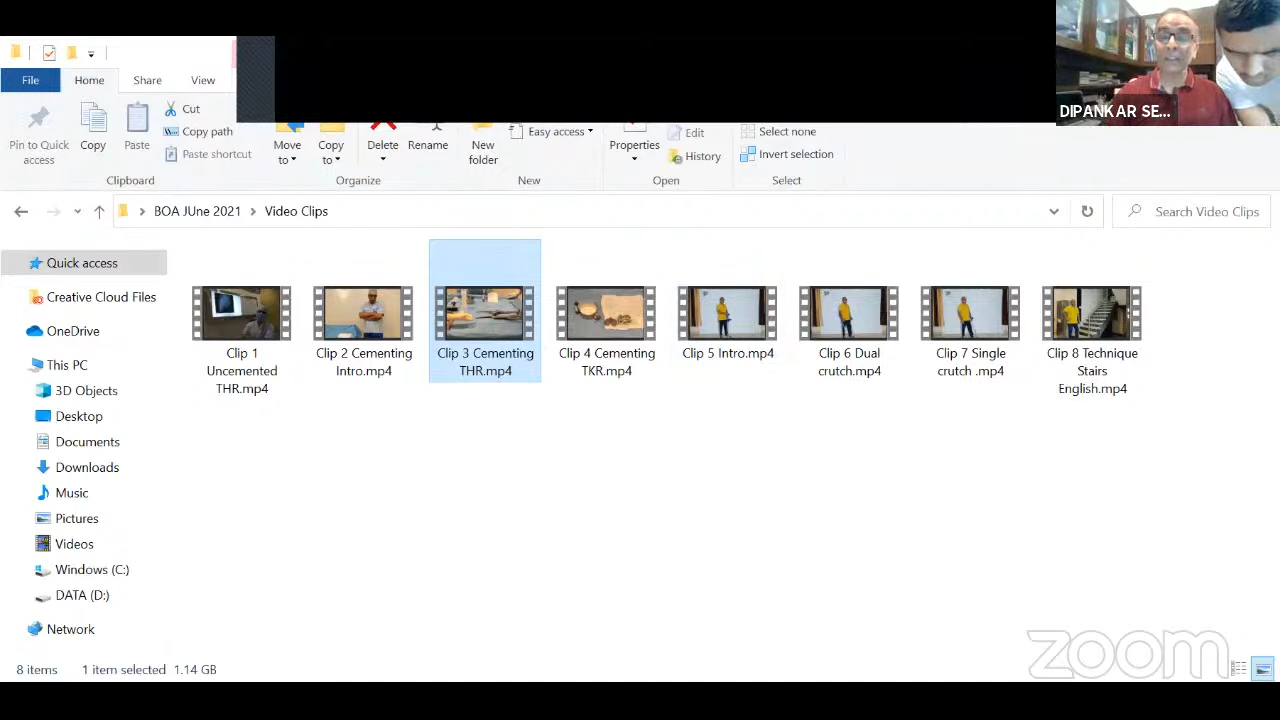 DIPANKAR SE...
File
Home
Share
View
Pin to Quick
access
Copy
Paste
Cut
Copy path
Paste shortcut
Move
to
Copy
to
Delete
Rename
New
folder
Easy access
Properties
Edit
History
Select none
Invert selection
Clipboard
Organize
New
Open
Select
BOA JUne 2021
Video Clips
Search Video Clips
Quick access
Creative Cloud Files
OneDrive
This PC
3D Objects
Desktop
Documents
Downloads
Music
Pictures
Videos
Windows (C:)
DATA (D:)
Network
Clip 1
Uncemented
THR.mp4
Clip 2 Cementing
Intro.mp4
Clip 3 Cementing
THR.mp4
Clip 4 Cementing
TKR.mp4
Clip 5 Intro.mp4
Clip 6 Dual
crutch.mp4
Clip 7 Single
crutch .mp4
Clip 8 Technique
Stairs
English.mp4
8 items
1 item selected 1.14 GB
zoom